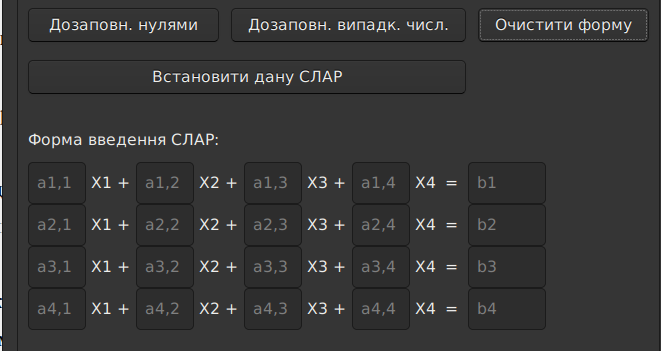 Дозаповн. нулями Дозаповн. випадк. числ. Очистити форму
Встановити дану СЛАР
Форма введення СЛАР:
a1,1 X1 + a1,2 X2 + a1,3 X3 + a1,4 X4 = b1
a2,1 X1 + a2,2 X2 + a2,3 X3 + a2,4 X4 = b2
a3,1 X1 + a3,2 X2 + a3,3 X3 + a3,4 X4 = b3
a4,1 X1 + a4,2 X2 + a4,3 X3 + a4,4 X4 = b4